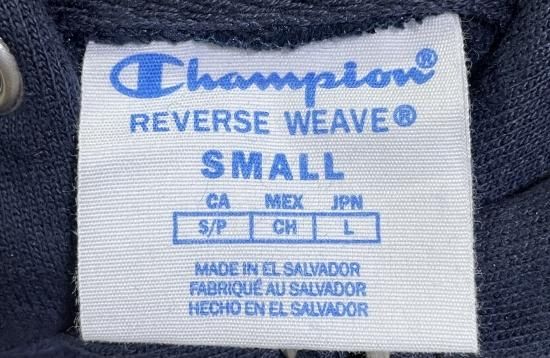 Champion®
REVERSE WEAVE®
SMALL
CA MEX JPN
S/P CH L
MADE IN EL SALVADOR
FABRIQUÉ AU SALVADOR
HECHO EN EL SALVADOR